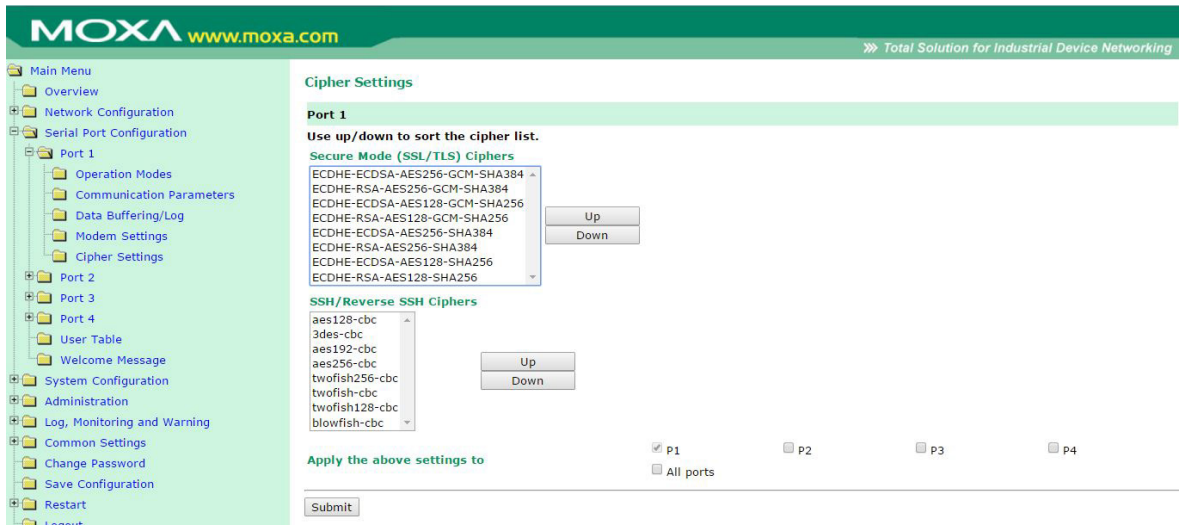 MOXA www.moxa.com
Total Solution for Industrial Device Networking
Main Menu
Overview
Network Configuration
Serial Port Configuration
Port 1
Operation Modes
Communication Parameters
Data Buffering/Log
Modem Settings
Cipher Settings
Port 2
Port 3
Port 4
User Table
Welcome Message
System Configuration
Administration
Log, Monitoring and Warning
Common Settings
Change Password
Save Configuration
Restart
Logout
Cipher Settings
Port 1
Use up/down to sort the cipher list.
Secure Mode (SSL/TLS) Ciphers
ECDHE-ECDSA-AES256-GCM-SHA384
ECDHE-RSA-AES256-GCM-SHA384
ECDHE-ECDSA-AES128-GCM-SHA256
ECDHE-RSA-AES128-GCM-SHA256
ECDHE-ECDSA-AES256-SHA384
ECDHE-RSA-AES256-SHA384
ECDHE-ECDSA-AES128-SHA256
ECDHE-RSA-AES128-SHA256
Up
Down
SSH/Reverse SSH Ciphers
aes128-cbc
3des-cbc
aes192-cbc
aes256-cbc
twofish256-cbc
twofish-cbc
twofish128-cbc
blowfish-cbc
Up
Down
Apply the above settings to
P1 P2 P3 P4
All ports
Submit